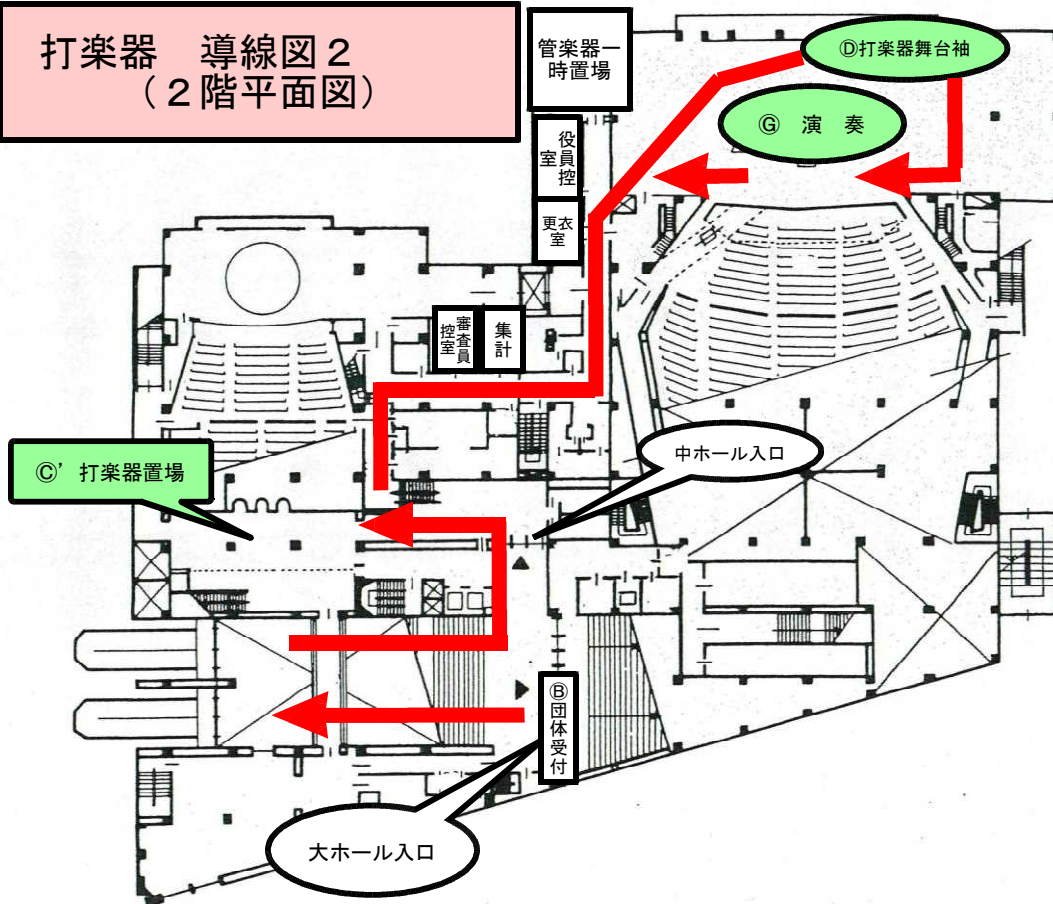 打楽器　導線図２
（２階平面図）
管楽器一
時置場
Ⓓ打楽器舞台袖
Ⓖ　演　奏
役員控
室
更衣
室
審査員
控室
集計
Ⓒ’打楽器置場
中ホール入口
Ⓑ団体受付
大ホール入口